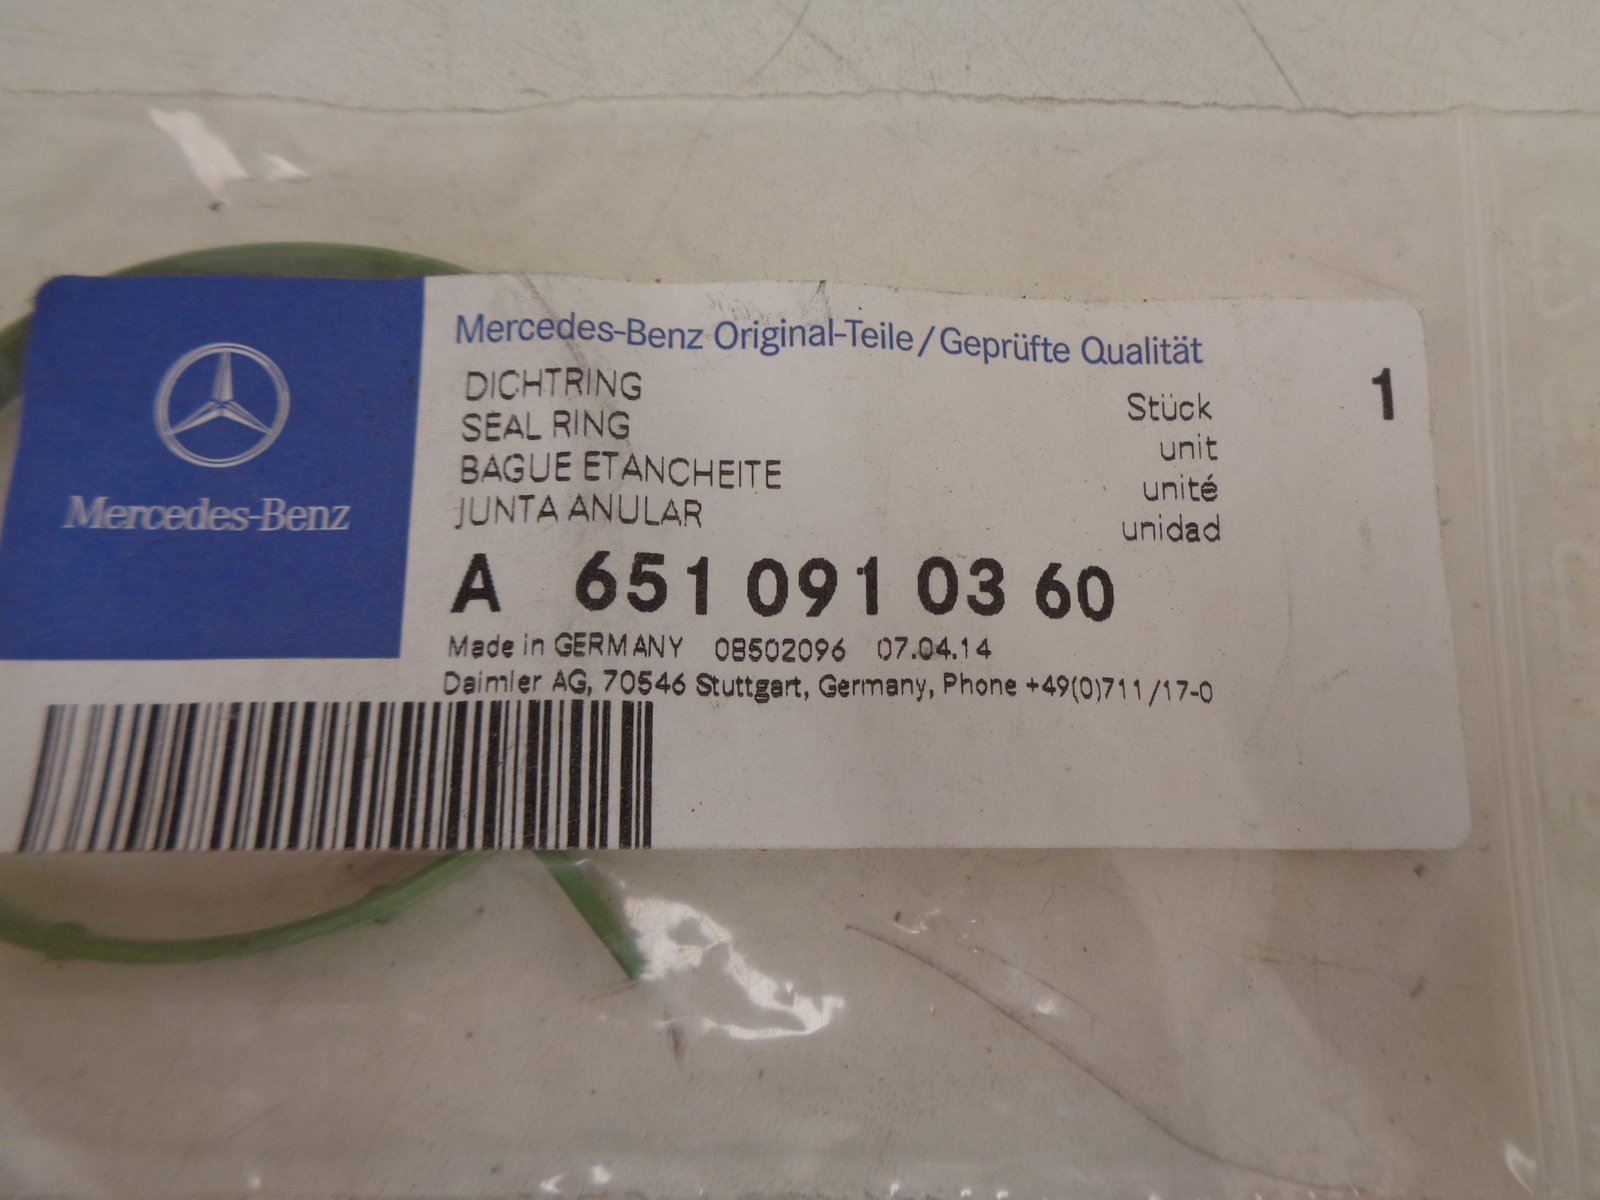 Mercedes-Benz
Mercedes-Benz Original-Teile/Geprüfte Qualität
DICHTRING
SEAL RING
BAGUE ETANCHEITE
JUNTA ANULAR
Stück
unit
unité
unidad
1
A 651 091 03 60
Made in GERMANY 08502096 07.04.14
Daimler AG, 70546 Stuttgart, Germany, Phone +49(0)711/17-0